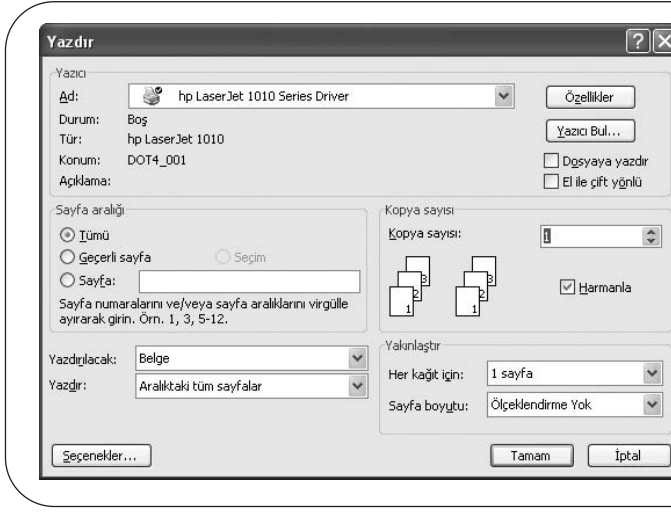 Yazdır
Yazıcı
Ad: hp LaserJet 1010 Series Driver Özellikler
Durum: Boş
Tür: hp LaserJet 1010 Yazıcı Bul...
Konum: DOT4_001 Dosyaya yazdır
Açıklama: El ile çift yönlü
Sayfa aralığı
Tümü
Geçerli sayfa Seçim
Sayfa:
Sayfa numaralarını ve/veya sayfa aralıklarını virgülle
ayırarak girin. Örn. 1, 3, 5-12.
Kopya sayısı
Kopya sayısı: 1
1 2 3 1 2 3 Harmanla
Yazdırılacak: Belge
Yazdır: Aralıktaki tüm sayfalar
Yakınlaştır
Her kağıt için: 1 sayfa
Sayfa boyutu: Ölçeklendirme Yok
Seçenekler... Tamam İptal